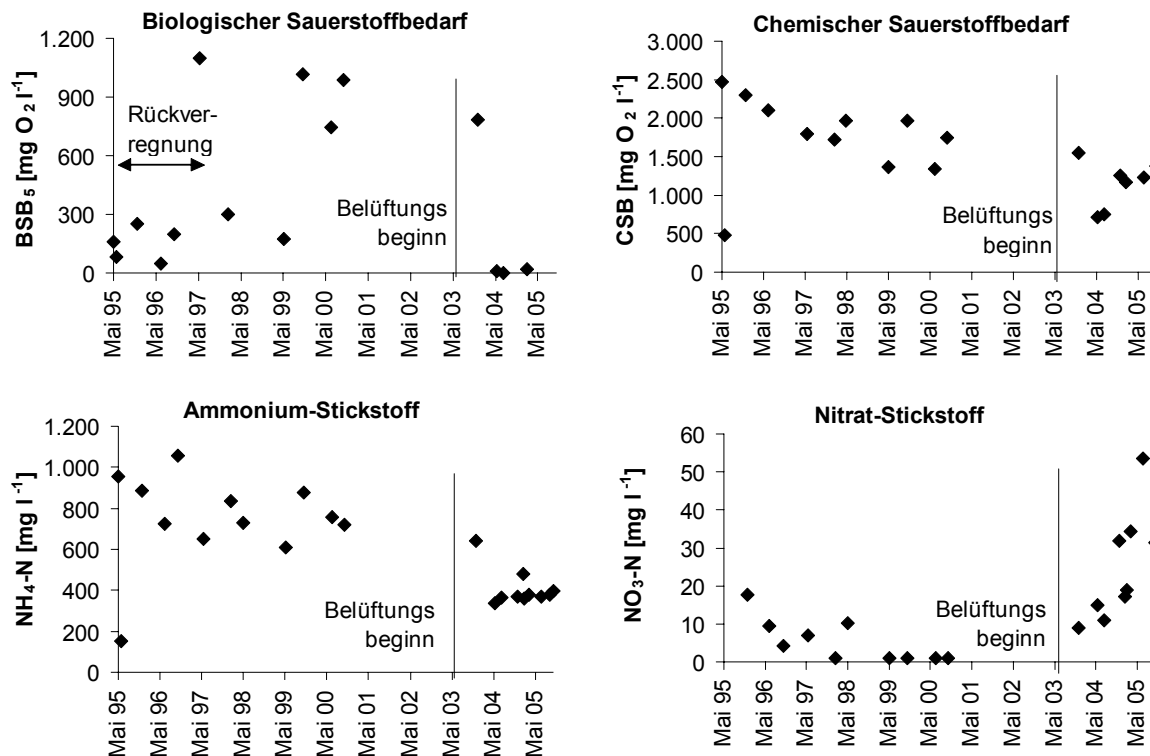 Biologischer Sauerstoffbedarf
BSB₅ [mg O₂ l⁻¹]
1.200
900
600
300
0
Rückver-
regnung
Belüftungs
beginn
Mai 95
Mai 96
Mai 97
Mai 98
Mai 99
Mai 00
Mai 01
Mai 02
Mai 03
Mai 04
Mai 05
Chemischer Sauerstoffbedarf
CSB [mg O₂ l⁻¹]
3.000
2.500
2.000
1.500
1.000
500
0
Belüftungs
beginn
Mai 95
Mai 96
Mai 97
Mai 98
Mai 99
Mai 00
Mai 01
Mai 02
Mai 03
Mai 04
Mai 05
Ammonium-Stickstoff
NH₄-N [mg l⁻¹]
1.200
1.000
800
600
400
200
0
Belüftungs
beginn
Mai 95
Mai 96
Mai 97
Mai 98
Mai 99
Mai 00
Mai 01
Mai 02
Mai 03
Mai 04
Mai 05
Nitrat-Stickstoff
NO₃-N [mg l⁻¹]
60
50
40
30
20
10
0
Belüftungs
beginn
Mai 95
Mai 96
Mai 97
Mai 98
Mai 99
Mai 00
Mai 01
Mai 02
Mai 03
Mai 04
Mai 05